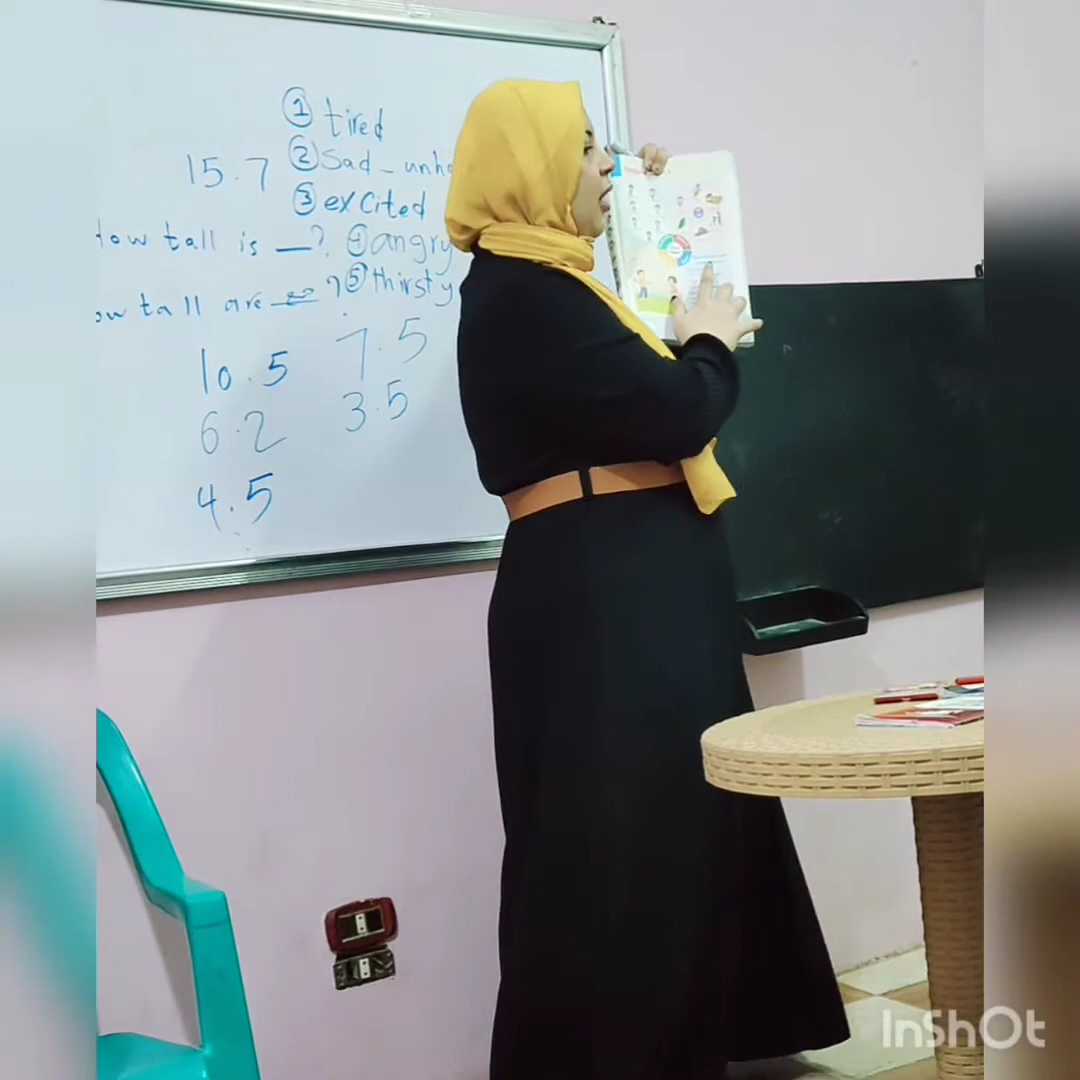 ① tired
15.7 ② Sad - unh
③ excited
How tall is __? ④ angry
ow tall are __? ⑤ thirsty
10.5 7.5
6.2 3.5
4.5
InShOt